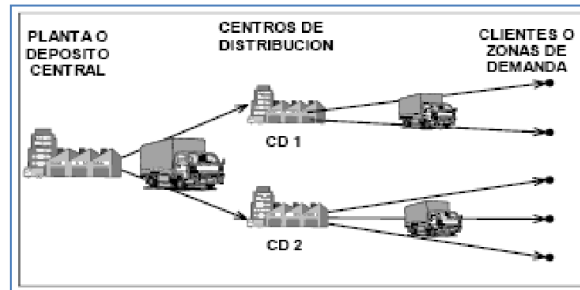 PLANTA O
DEPOSITO
CENTRAL
CENTROS DE
DISTRIBUCION
CLIENTES O
ZONAS DE
DEMANDA
CD 1
CD 2